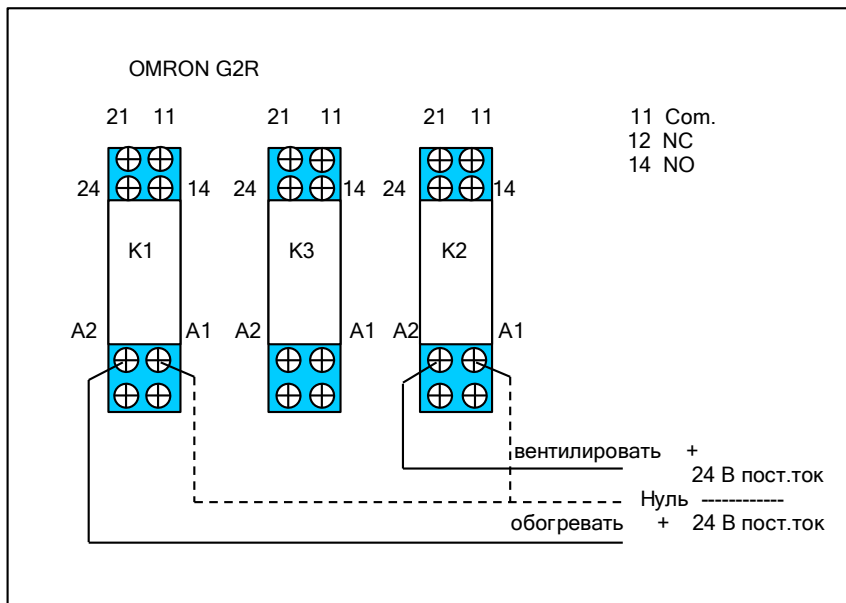 OMRON G2R
21 11 21 11 21 11 11 Com.
12 NC
14 NO
24 14 24 14 24 14
K1 K3 K2
A2 A1 A2 A1 A2 A1
вентилировать +
24 В пост.ток
Нуль ------------
обогревать + 24 В пост.ток